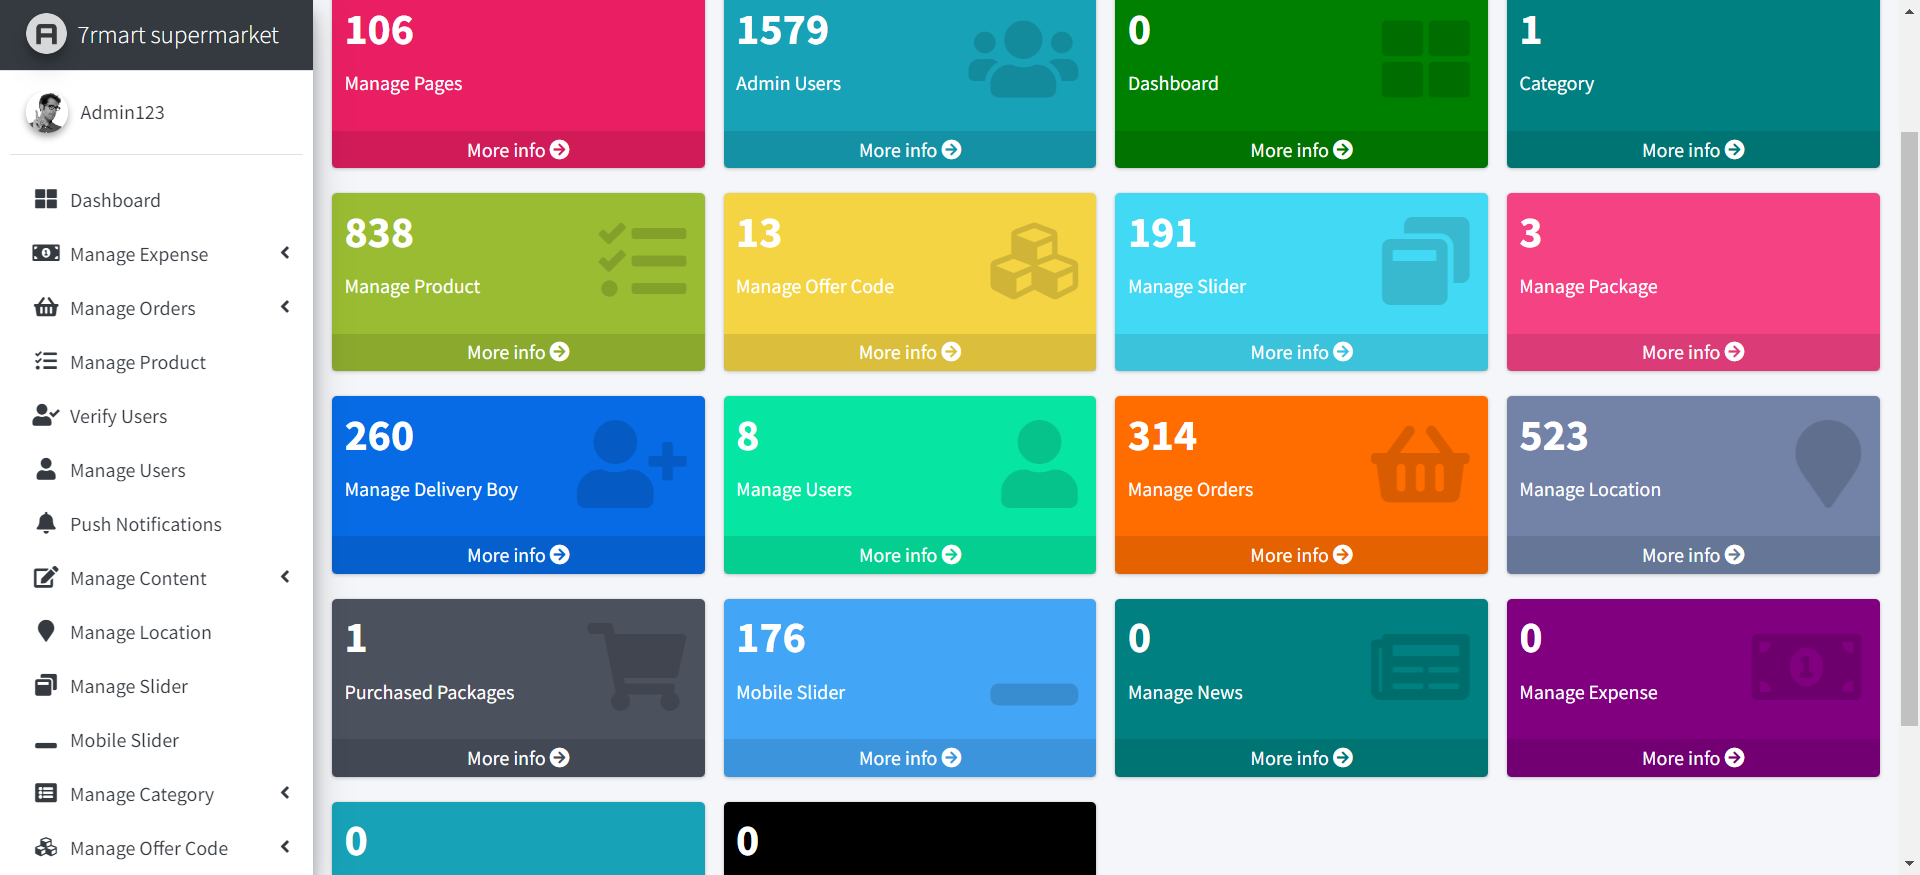 7rmart supermarket
Admin123
Dashboard
Manage Expense
Manage Orders
Manage Product
Verify Users
Manage Users
Push Notifications
Manage Content
Manage Location
Manage Slider
Mobile Slider
Manage Category
Manage Offer Code
106
Manage Pages
More info
1579
Admin Users
More info
0
Dashboard
More info
1
Category
More info
838
Manage Product
More info
13
Manage Offer Code
More info
191
Manage Slider
More info
3
Manage Package
More info
260
Manage Delivery Boy
More info
8
Manage Users
More info
314
Manage Orders
More info
523
Manage Location
More info
1
Purchased Packages
More info
176
Mobile Slider
More info
0
Manage News
More info
0
Manage Expense
More info
0
0